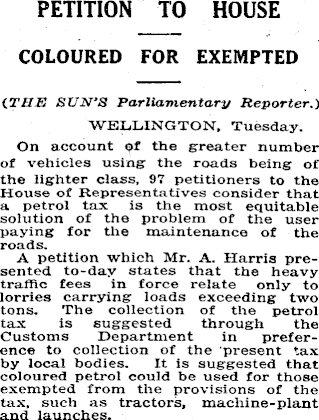 PETITION TO HOUSE
COLOURED FOR EXEMPTED
(THE SUN'S Parliamentary Reporter.)
WELLINGTON, Tuesday.
On account of the greater number
of vehicles using the roads being of
the lighter class, 97 petitioners to the
House of Representatives consider that
a petrol tax is the most equitable
solution of the problem of the user
paying for the maintenance of the
roads.
A petition which Mr. A. Harris pre-
sented to-day states that the heavy
traffic fees in force relate only to
lorries carrying loads exceeding two
tons. The collection of the petrol
tax is suggested through the
Customs Department in prefer-
ence to collection of the present tax
by local bodies. It is suggested that
coloured petrol could be used for those
exempted from the provisions of the
tax, such as tractors, machine-plant
and launches.